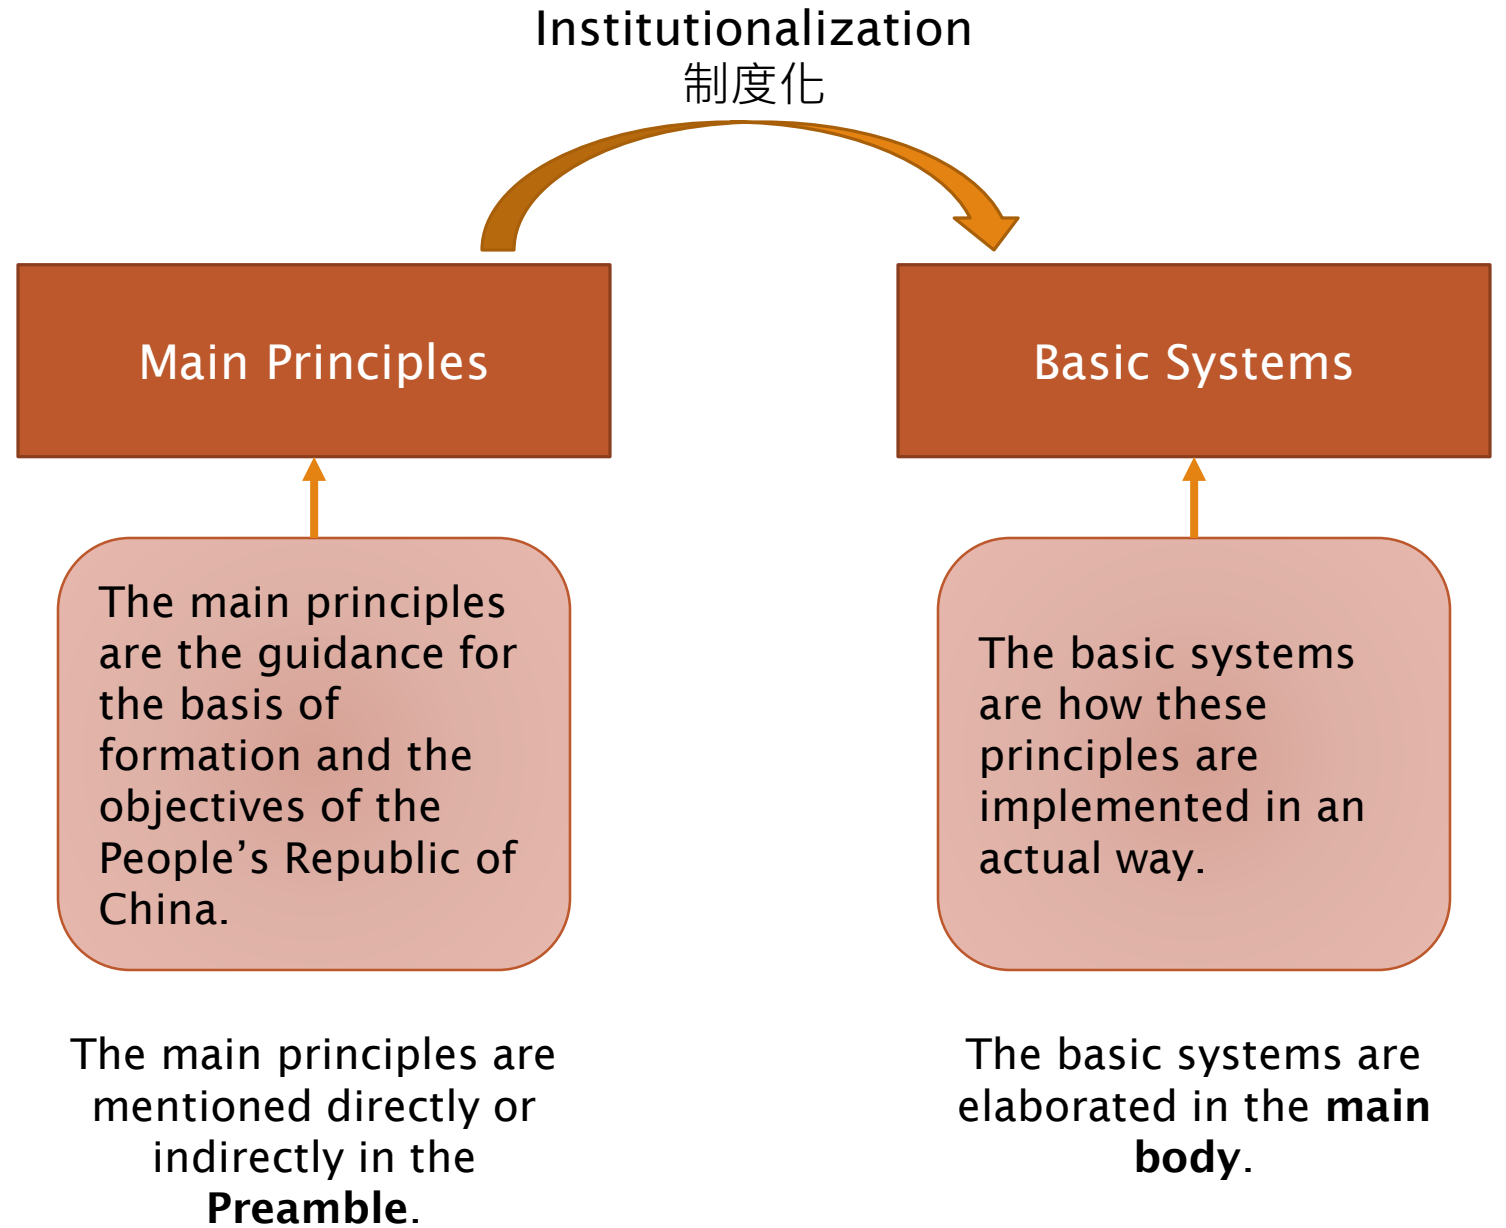 Institutionalization
制度化
Main Principles
Basic Systems
The main principles
are the guidance for
the basis of
formation and the
objectives of the
People’s Republic of
China.
The basic systems
are how these
principles are
implemented in an
actual way.
The main principles are
mentioned directly or
indirectly in the
Preamble.
The basic systems are
elaborated in the main
body.